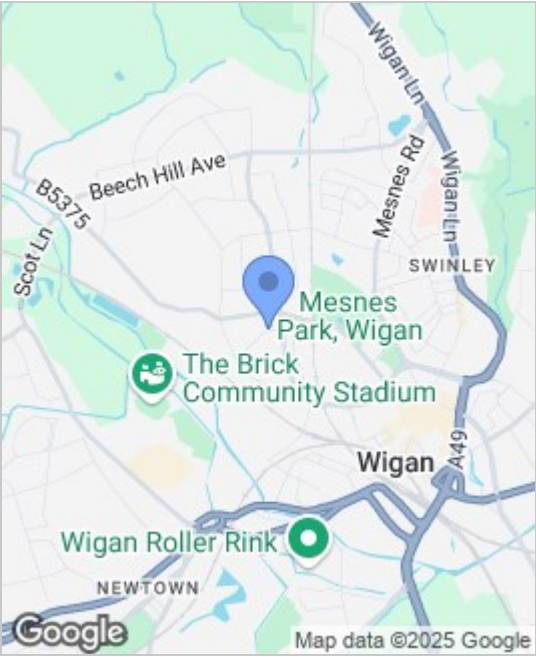 Wigan Ln
Mesnes Rd
Wigan Ln
Beech Hill Ave
B5375
Scot Ln
SWINLEY
Mesnes
Park, Wigan
The Brick
Community Stadium
Wigan
A49
Wigan Roller Rink
NEWTOWN
Google
Map data ©2025 Google